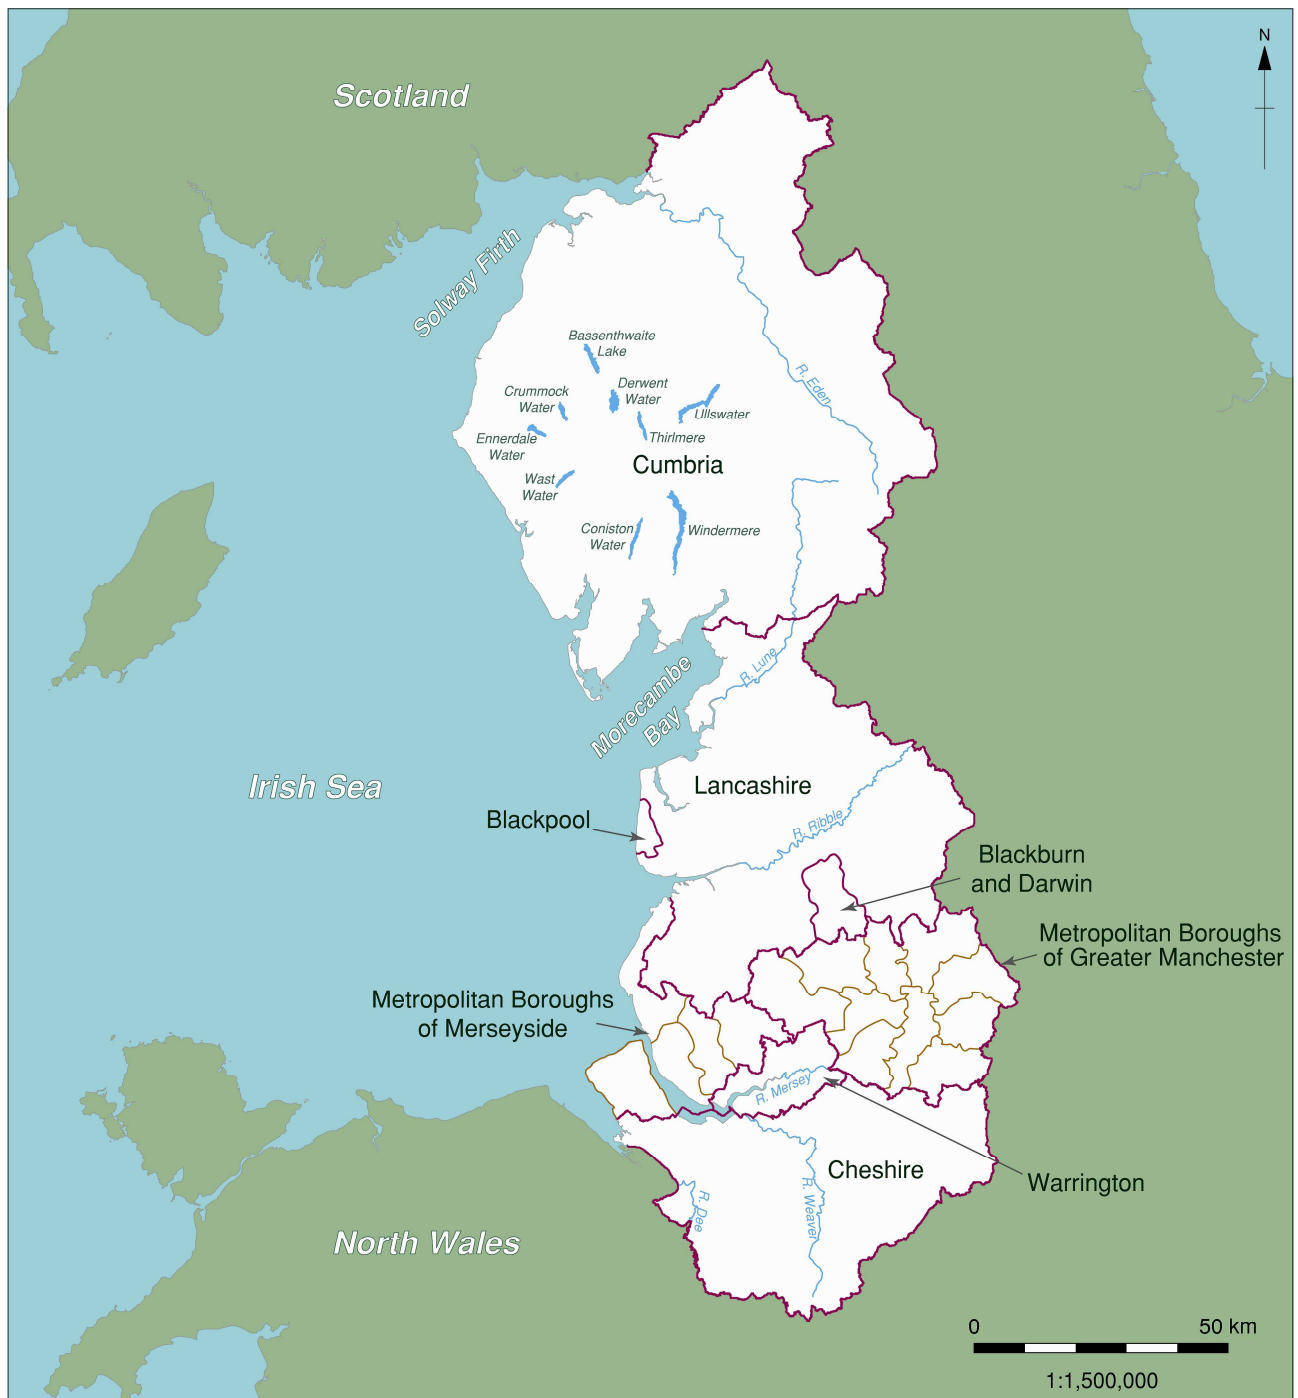 N
Scotland
Solway Firth
Bassenthwaite
Lake
Crummock
Water
Derwent
Water
Ullswater
R. Eden
Ennerdale
Water
Thirlmere
Cumbria
Wast
Water
Coniston
Water
Windermere
R. Lune
Morecambe
Bay
Irish Sea
Lancashire
Blackpool
R. Ribble
Blackburn
and Darwin
Metropolitan Boroughs
of Greater Manchester
Metropolitan Boroughs
of Merseyside
R. Mersey
Cheshire
Warrington
R. Dee
R. Weaver
North Wales
0
50 km
1:1,500,000